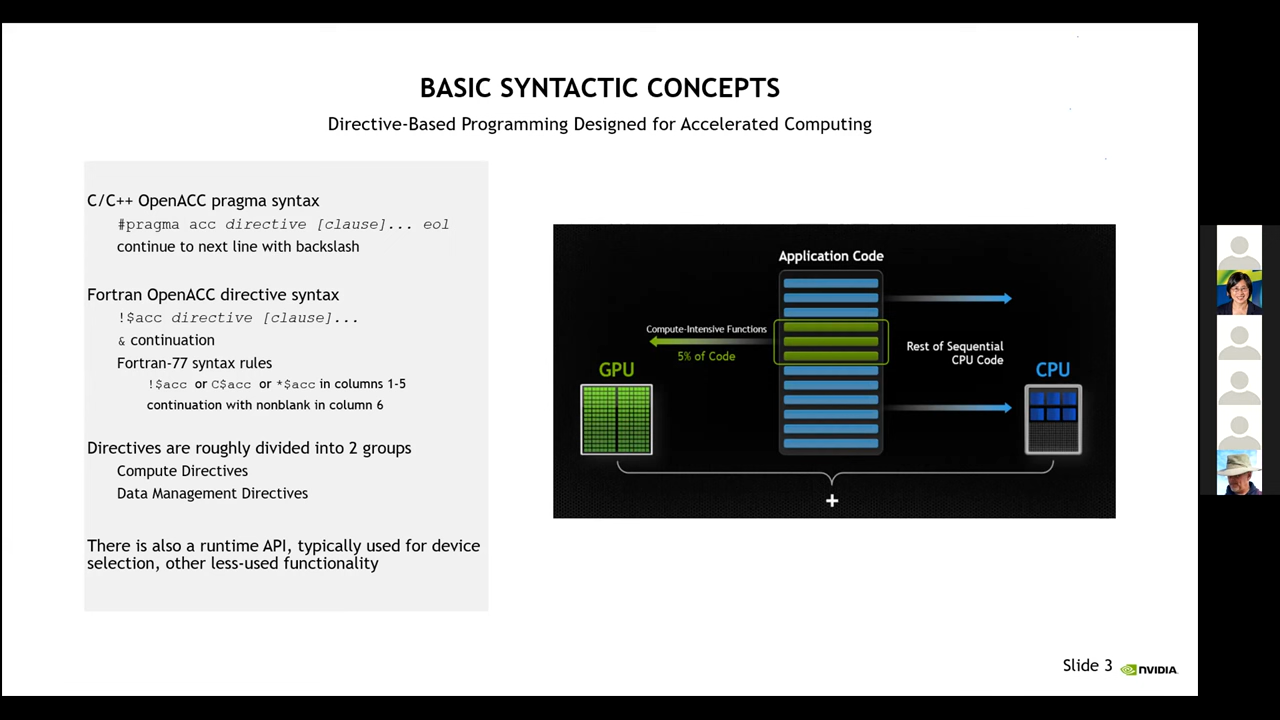 BASIC SYNTACTIC CONCEPTS
Directive-Based Programming Designed for Accelerated Computing
C/C++ OpenACC pragma syntax
#pragma acc directive [clause]... eol
continue to next line with backslash
Fortran OpenACC directive syntax
!$acc directive [clause]...
& continuation
Fortran-77 syntax rules
!$acc or C$acc or *$acc in columns 1-5
continuation with nonblank in column 6
Directives are roughly divided into 2 groups
Compute Directives
Data Management Directives
There is also a runtime API, typically used for device
selection, other less-used functionality
Application Code
Compute-Intensive Functions
5% of Code
GPU
Rest of Sequential
CPU Code
CPU
+
Slide 3
NVIDIA